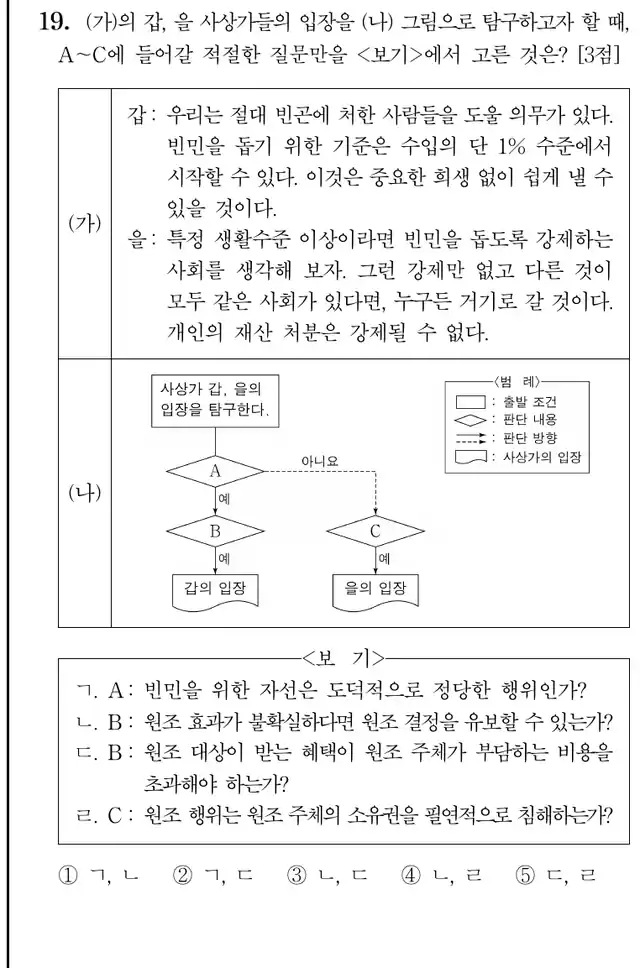 19. (가)의 갑, 을 사상가들의 입장을 (나) 그림으로 탐구하고자 할 때,
A～C에 들어갈 적절한 질문만을 <보기>에서 고른 것은? [3점]
(가)
갑: 우리는 절대 빈곤에 처한 사람들을 도울 의무가 있다.
빈민을 돕기 위한 기준은 수입의 단 1% 수준에서
시작할 수 있다. 이것은 중요한 희생 없이 쉽게 낼 수
있을 것이다.
을: 특정 생활수준 이상이라면 빈민을 돕도록 강제하는
사회를 생각해 보자. 그런 강제만 없고 다른 것이
모두 같은 사회가 있다면, 누구든 거기로 갈 것이다.
개인의 재산 처분은 강제될 수 없다.
(나)
사상가 갑, 을의
입장을 탐구한다.
A
아니요
예
B
C
예
예
갑의 입장
을의 입장
<범 례>
: 출발 조건
: 판단 내용
: 판단 방향
: 사상가의 입장
<보 기>
ㄱ. A: 빈민을 위한 자선은 도덕적으로 정당한 행위인가?
ㄴ. B: 원조 효과가 불확실하다면 원조 결정을 유보할 수 있는가?
ㄷ. B: 원조 대상이 받는 혜택이 원조 주체가 부담하는 비용을
초과해야 하는가?
ㄹ. C: 원조 행위는 원조 주체의 소유권을 필연적으로 침해하는가?
① ㄱ, ㄴ ② ㄱ, ㄷ ③ ㄴ, ㄷ ④ ㄴ, ㄹ ⑤ ㄷ, ㄹ